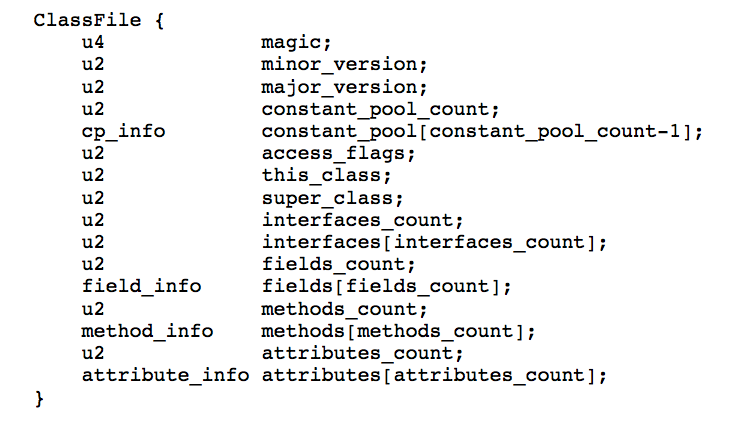 ClassFile {
u4 magic;
u2 minor_version;
u2 major_version;
u2 constant_pool_count;
cp_info constant_pool[constant_pool_count-1];
u2 access_flags;
u2 this_class;
u2 super_class;
u2 interfaces_count;
u2 interfaces[interfaces_count];
u2 fields_count;
field_info fields[fields_count];
u2 methods_count;
method_info methods[methods_count];
u2 attributes_count;
attribute_info attributes[attributes_count];
}